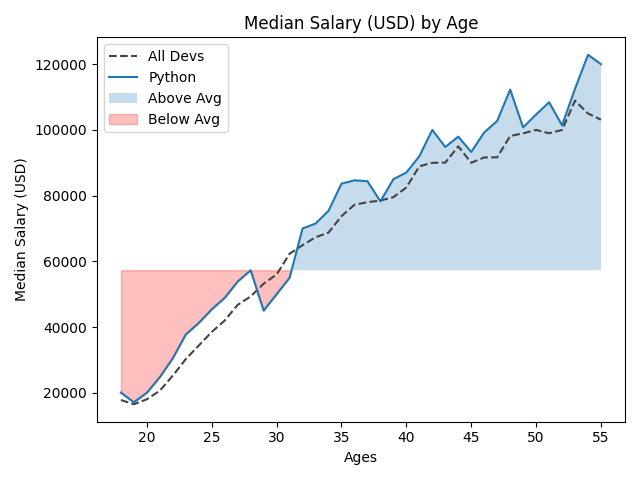 Median Salary (USD) by Age
All Devs
Python
Above Avg
Below Avg
Median Salary (USD)
120000
100000
80000
60000
40000
20000
20 25 30 35 40 45 50 55
Ages